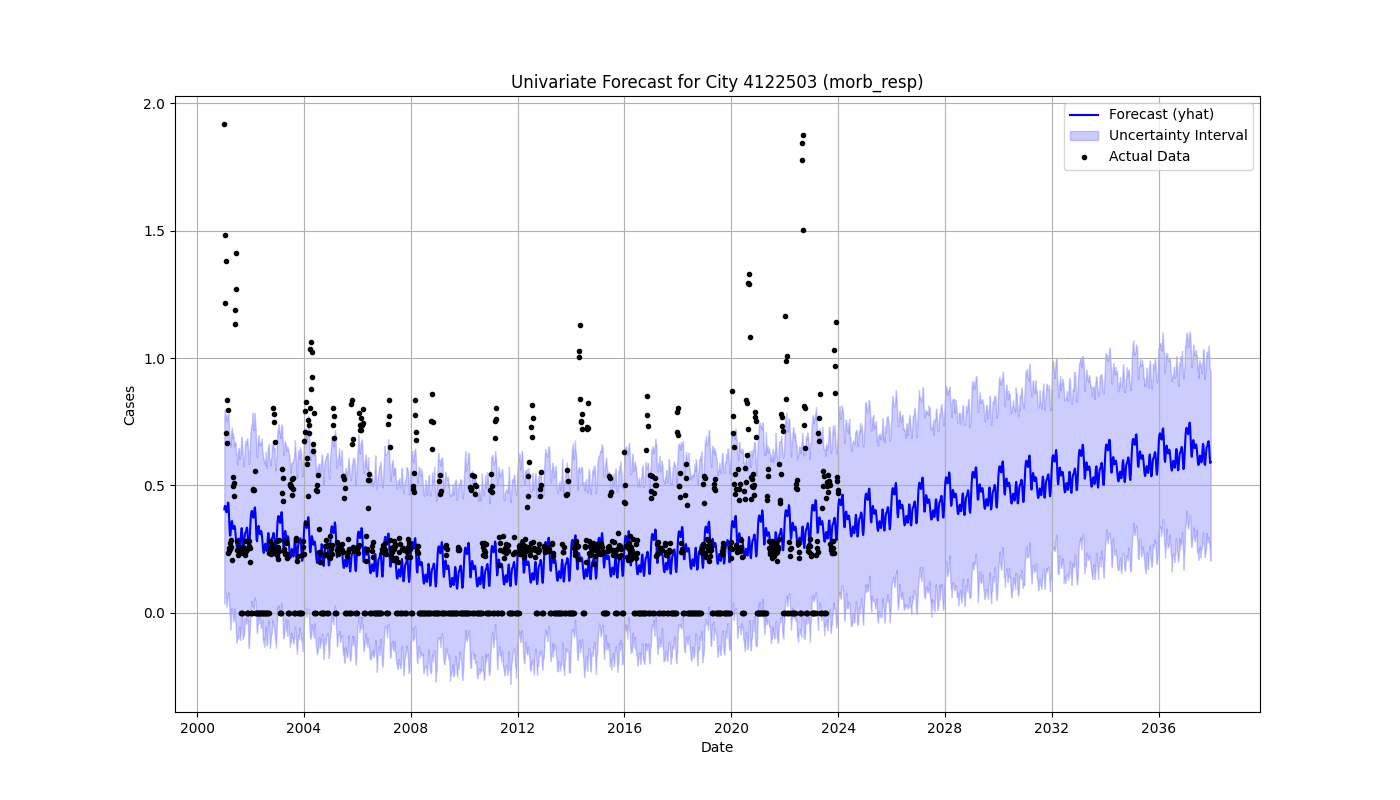 Univariate Forecast for City 4122503 (morb_resp)
Forecast (yhat)
Uncertainty Interval
Actual Data
Cases
2.0
1.5
1.0
0.5
0.0
2000 2004 2008 2012 2016 2020 2024 2028 2032 2036
Date